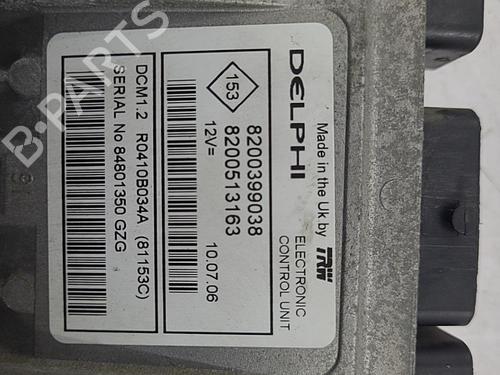 Made in the Uk by TRW
DELPHI
ELECTRONIC
CONTROL UNIT
153
8200399038
8200513163
12V=
10.07.06
DCM1.2 R0410B034A (81153C)
SERIAL No 84801350 GZG
B-PARTS